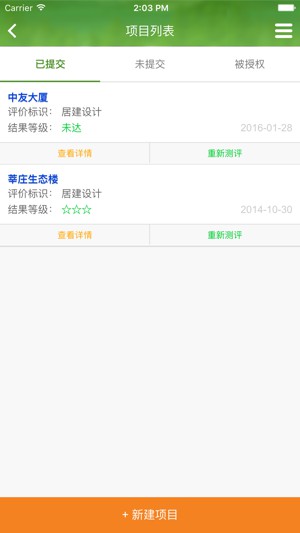 Carrier 2:03 PM
项目列表
已提交 未提交 被授权
中友大厦
评价标识： 居建设计
结果等级： 未达 2016-01-28
查看详情 重新测评
莘庄生态楼
评价标识： 居建设计
结果等级： ☆☆☆ 2014-10-30
查看详情 重新测评
+ 新建项目